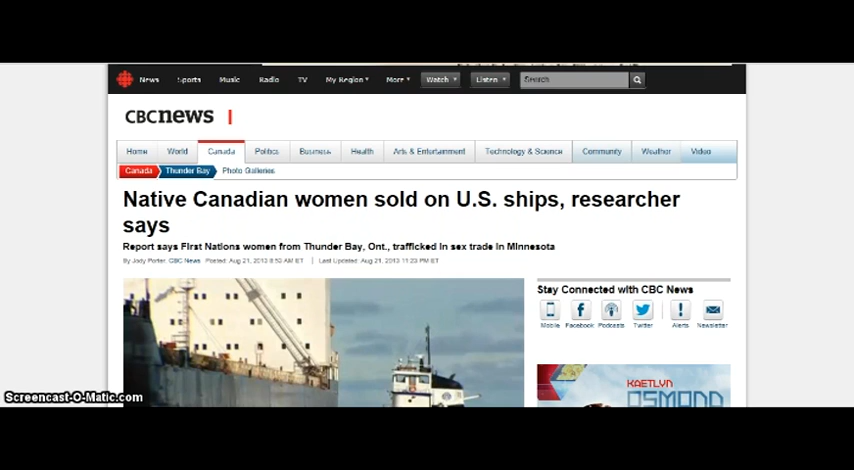 News Sports Music Radio TV My Region More Watch Listen Search
CBCnews
Home World Canada Politics Business Health Arts & Entertainment Technology & Science Community Weather Video
Canada Thunder Bay Photo Galleries
Native Canadian women sold on U.S. ships, researcher
says
Report says First Nations women from Thunder Bay, Ont., trafficked in sex trade in Minnesota
By Jody Porter, CBC News Posted: Aug 21, 2013 6:53 AM ET | Last Updated: Aug 21, 2013 11:23 PM ET
Stay Connected with CBC News
Mobile Facebook Podcasts Twitter Alerts Newsletter
KAETLYN
OSMOND
Screencast-O-Matic.com